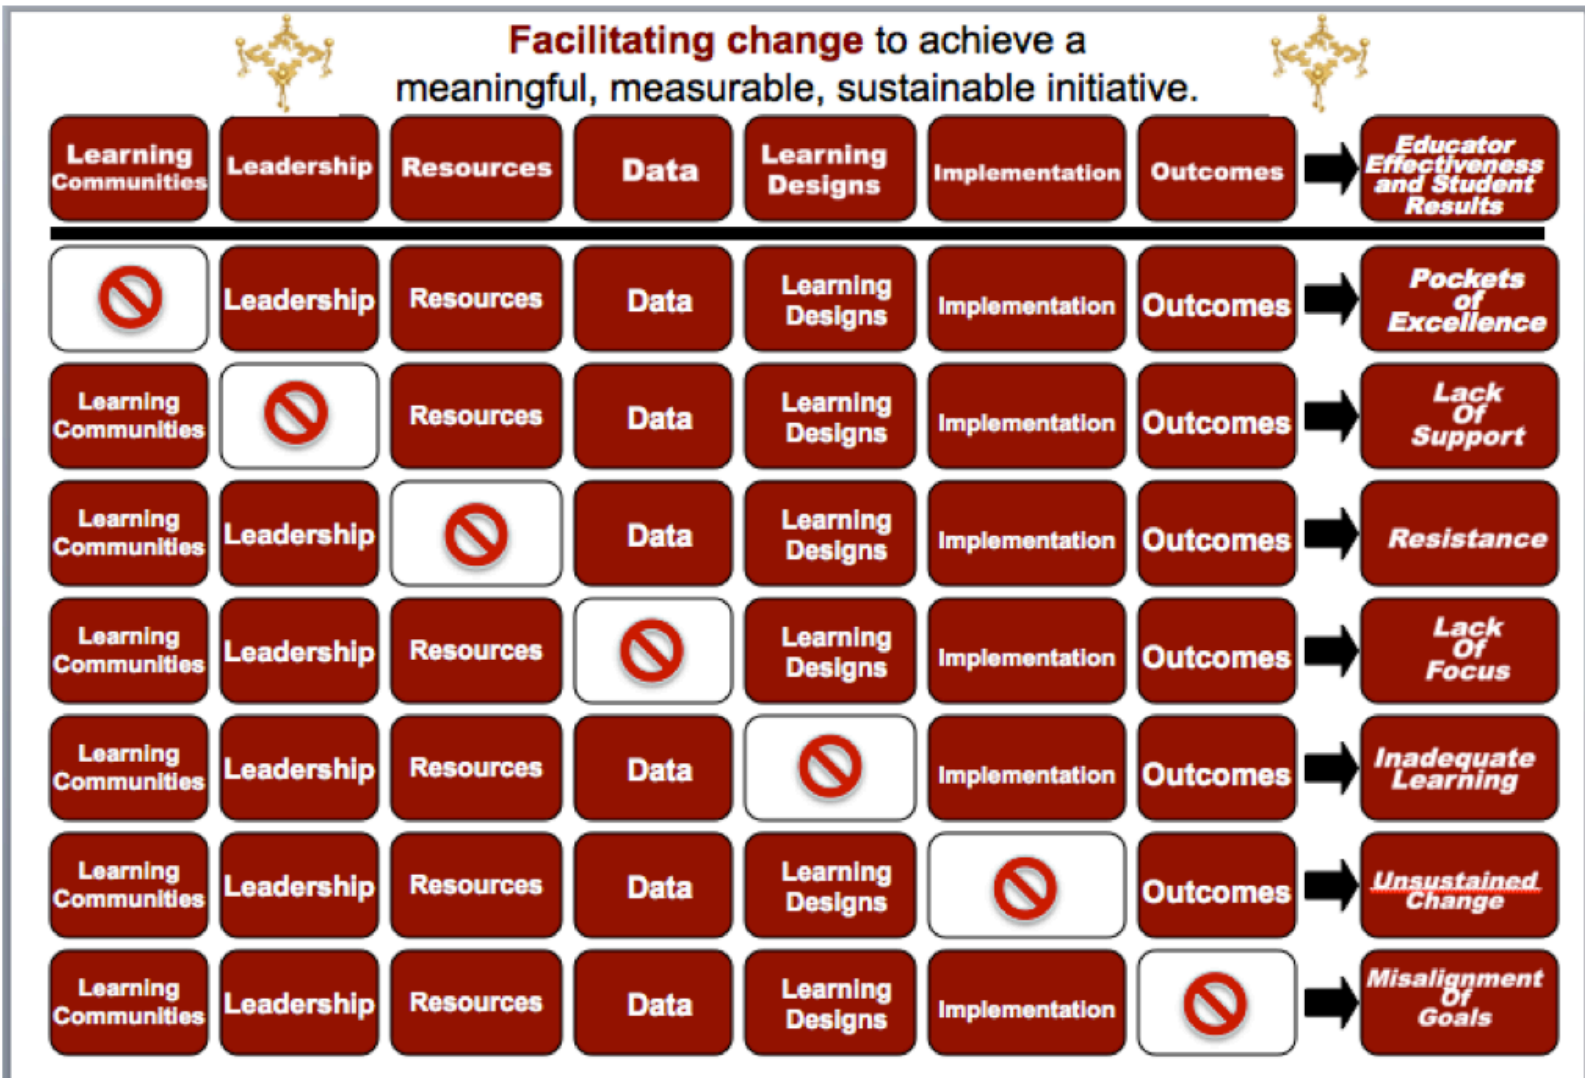 Facilitating change to achieve a
meaningful, measurable, sustainable initiative.
Learning
Communities
Leadership
Resources
Data
Learning
Designs
Implementation
Outcomes
Educator
Effectiveness
and Student
Results
Leadership
Resources
Data
Learning
Designs
Implementation
Outcomes
Pockets
of
Excellence
Learning
Communities
Resources
Data
Learning
Designs
Implementation
Outcomes
Lack
Of
Support
Learning
Communities
Leadership
Data
Learning
Designs
Implementation
Outcomes
Resistance
Learning
Communities
Leadership
Resources
Learning
Designs
Implementation
Outcomes
Lack
Of
Focus
Learning
Communities
Leadership
Resources
Data
Implementation
Outcomes
Inadequate
Learning
Learning
Communities
Leadership
Resources
Data
Learning
Designs
Outcomes
Unsustained
Change
Learning
Communities
Leadership
Resources
Data
Learning
Designs
Implementation
Misalignment
Of
Goals